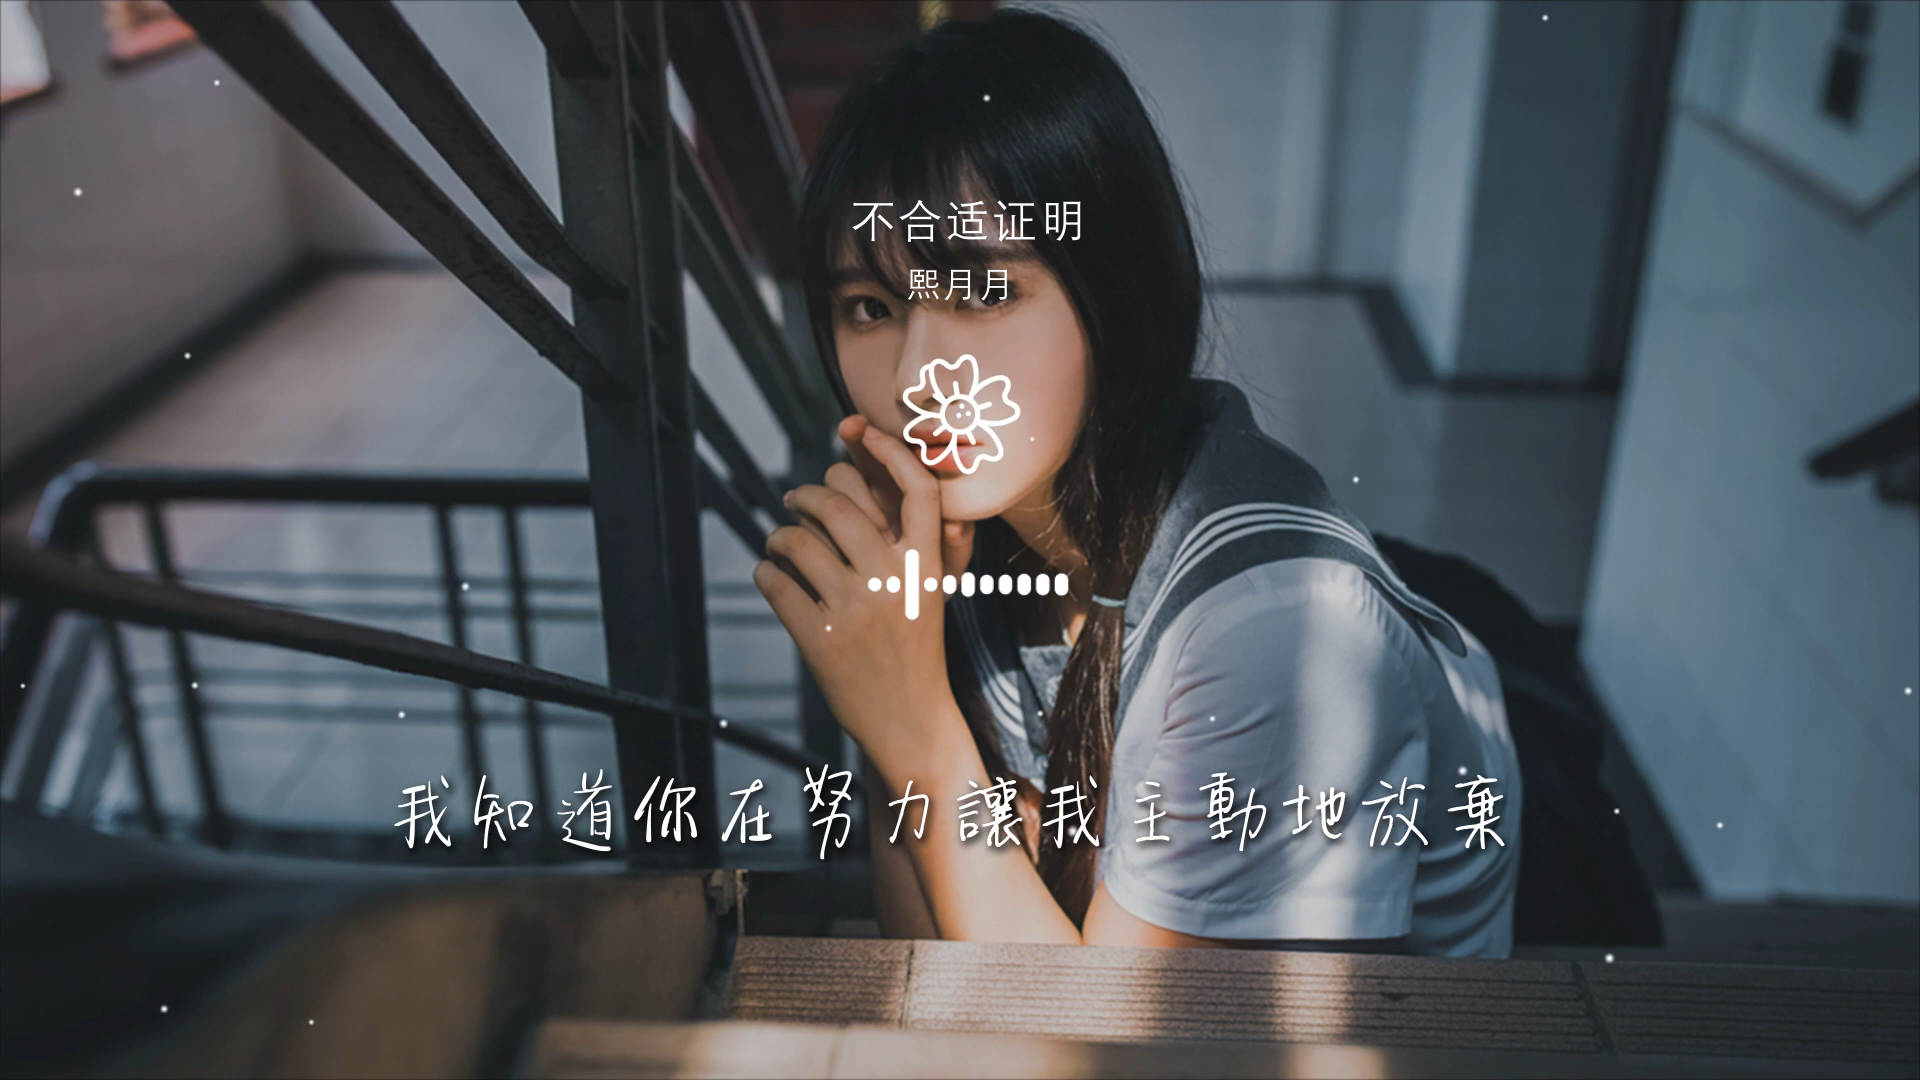 不合适证明
熙月月
我知道你在努力讓我主動地放棄